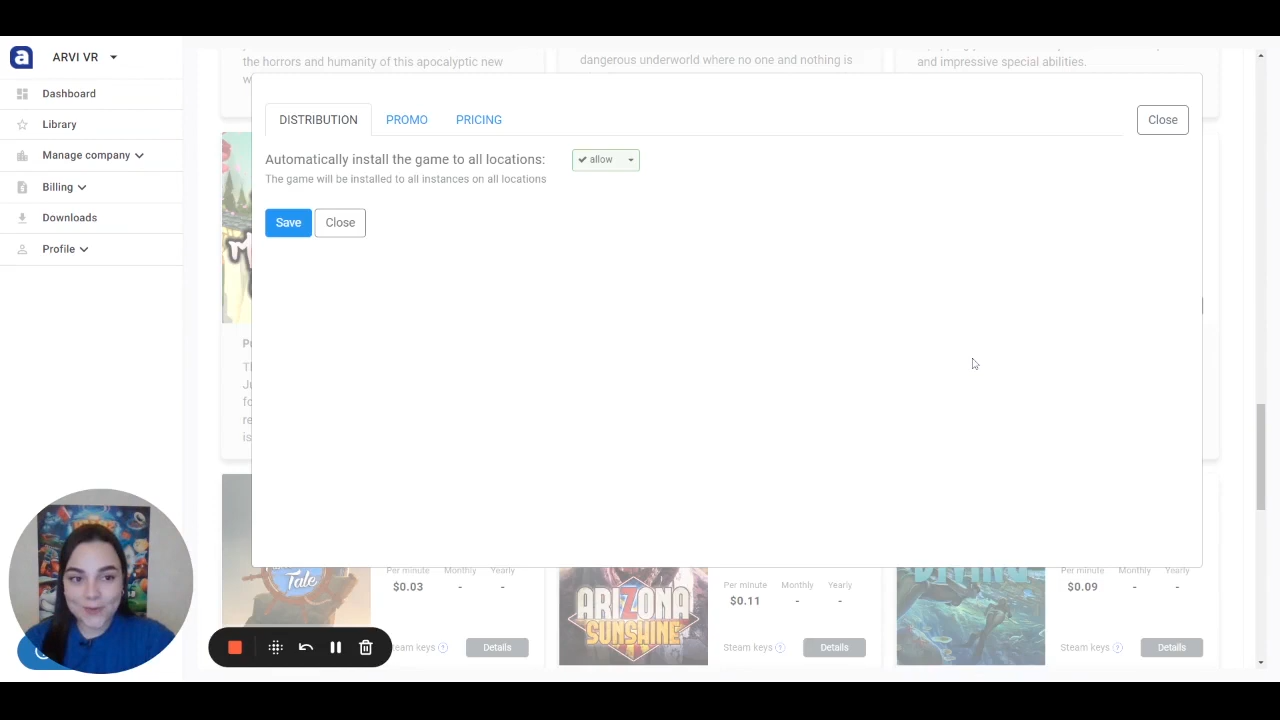 ARVI VR
Dashboard
Library
Manage company
Billing
Downloads
Profile
the horrors and humanity of this apocalyptic new
dangerous underworld where no one and nothing is
and impressive special abilities.
DISTRIBUTION
PROMO
PRICING
Close
Automatically install the game to all locations:
allow
The game will be installed to all instances on all locations
Save
Close
Tale
Per minute
Monthly
Yearly
$0.03
-
-
Steam keys
Details
ARIZONA
SUNSHINE
Per minute
Monthly
Yearly
$0.11
-
-
Steam keys
Details
DIVING
Per minute
Monthly
Yearly
$0.09
-
-
Steam keys
Details